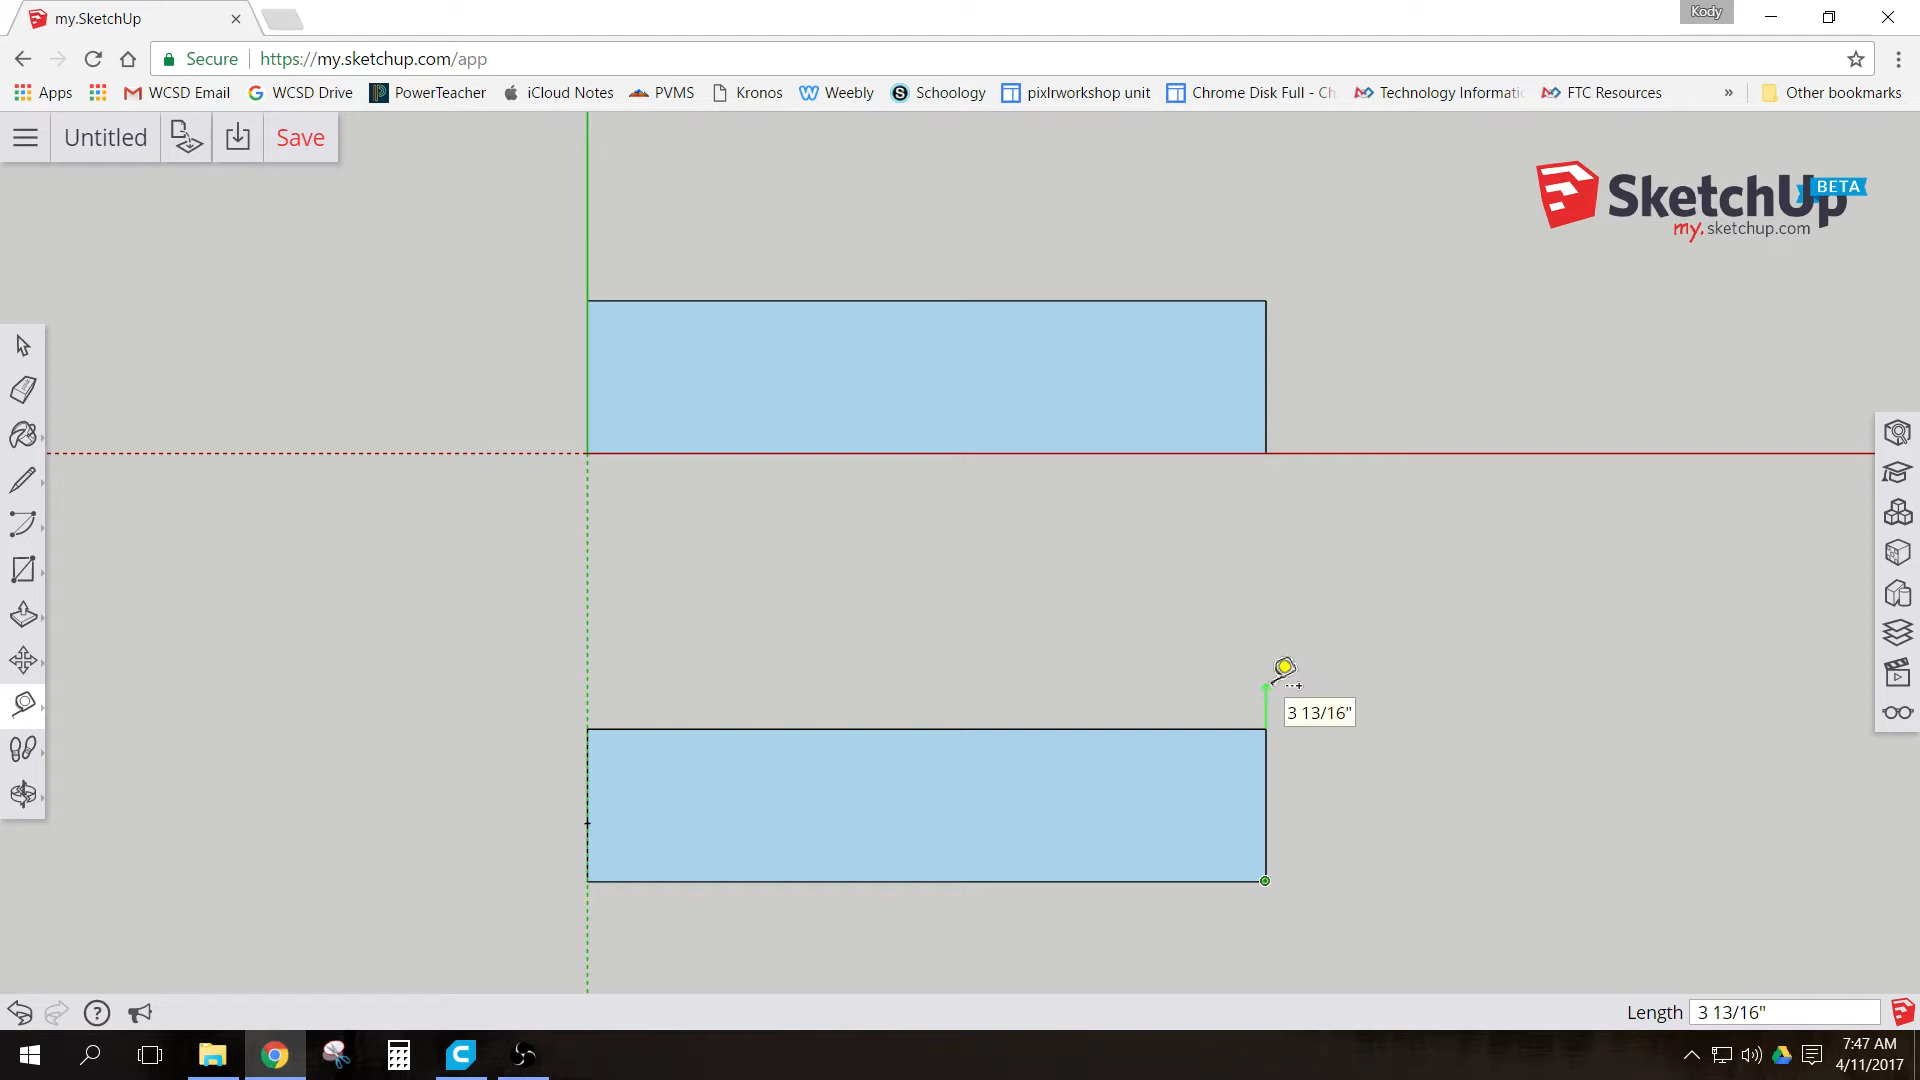 my.SketchUp
Kody
Secure https://my.sketchup.com/app
Apps WCSD Email WCSD Drive PowerTeacher iCloud Notes PVMS Kronos Weebly Schoology pixlrworkshop unit Chrome Disk Full - Ch Technology Informatic FTC Resources » Other bookmarks
Untitled Save
SketchUp BETA
my.sketchup.com
3 13/16"
Length 3 13/16"
7:47 AM
4/11/2017